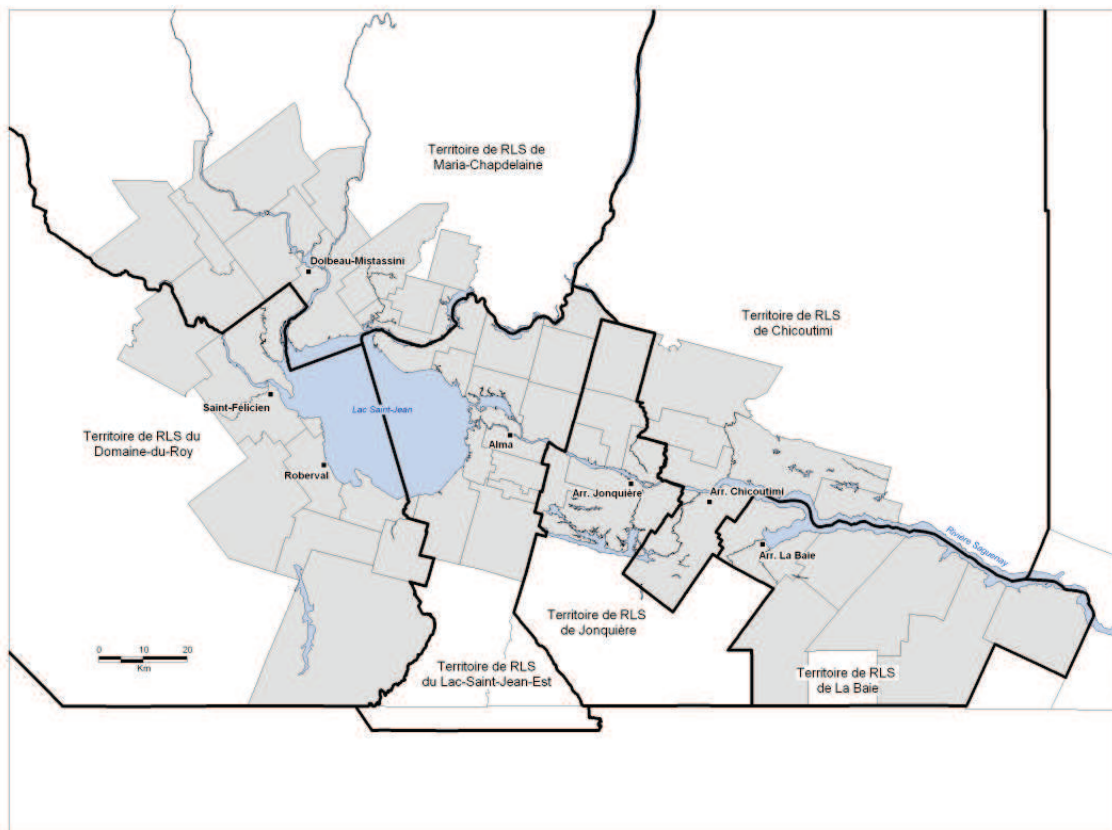 Territoire de RLS de
Maria-Chapdelaine
Dolbeau-Mistassini
Territoire de RLS
de Chicoutimi
Saint-Félicien
Lac Saint-Jean
Territoire de RLS du
Domaine-du-Roy
Alma
Roberval
Arr. Jonquière
Arr. Chicoutimi
Rivière Saguenay
Arr. La Baie
Territoire de RLS
de Jonquière
0 10 20
Km
Territoire de RLS
du Lac-Saint-Jean-Est
Territoire de RLS
de La Baie